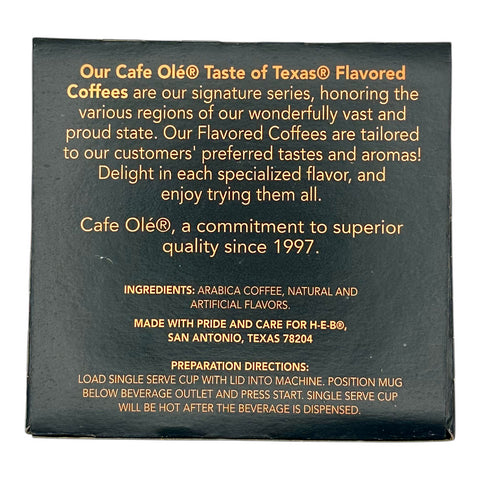 Our Cafe Olé® Taste of Texas® Flavored
Coffees are our signature series, honoring the
various regions of our wonderfully vast and
proud state. Our Flavored Coffees are tailored
to our customers' preferred tastes and aromas!
Delight in each specialized flavor, and
enjoy trying them all.
Cafe Olé®, a commitment to superior
quality since 1997.
INGREDIENTS: ARABICA COFFEE, NATURAL AND
ARTIFICIAL FLAVORS.
MADE WITH PRIDE AND CARE FOR H-E-B®,
SAN ANTONIO, TEXAS 78204
PREPARATION DIRECTIONS:
LOAD SINGLE SERVE CUP WITH LID INTO MACHINE. POSITION MUG
BELOW BEVERAGE OUTLET AND PRESS START. SINGLE SERVE CUP
WILL BE HOT AFTER THE BEVERAGE IS DISPENSED.